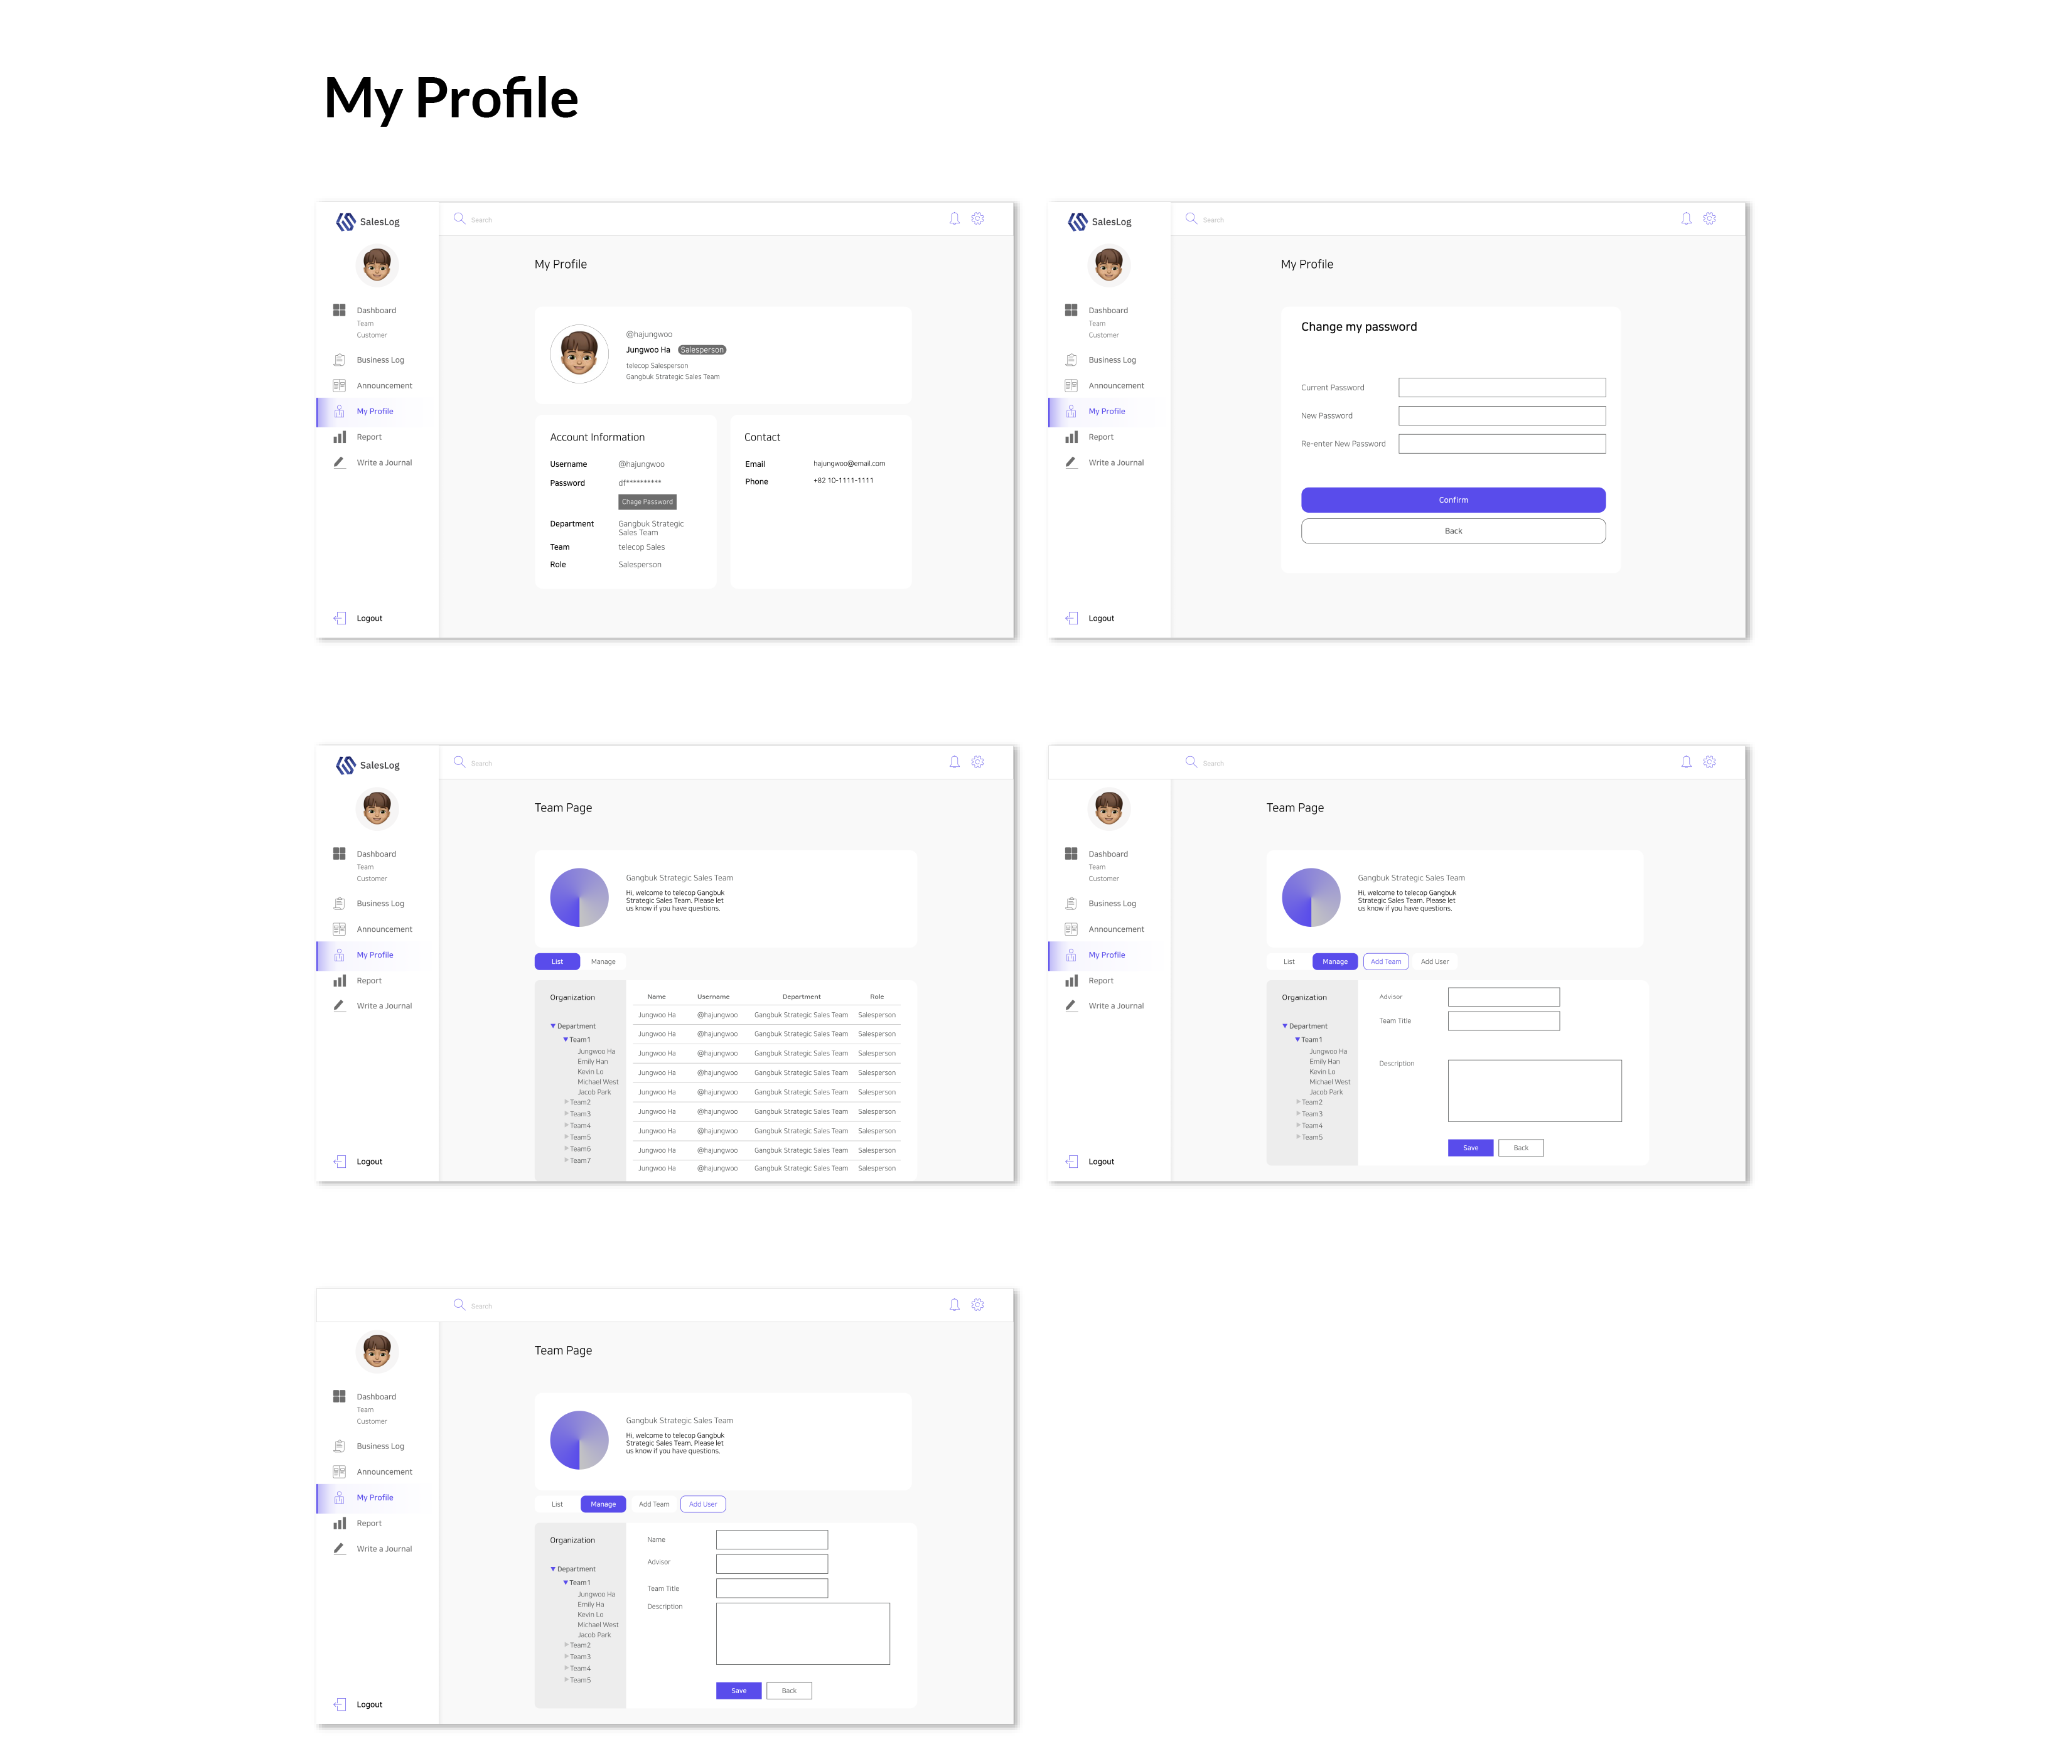 My Profile
SalesLog
Search
Dashboard
Team
Customer
Business Log
Announcement
My Profile
Report
Write a Journal
Logout
My Profile
@hajungwoo
Jungwoo Ha Salesperson
telecop Salesperson
Gangbuk Strategic Sales Team
Account Information
Username @hajungwoo
Password df**********
Chage Password
Department Gangbuk Strategic
Sales Team
Team telecop Sales
Role Salesperson
Contact
Email hajungwoo@email.com
Phone +82 10-1111-1111
SalesLog
Search
Dashboard
Team
Customer
Business Log
Announcement
My Profile
Report
Write a Journal
Logout
My Profile
Change my password
Current Password
New Password
Re-enter New Password
Confirm
Back
SalesLog
Search
Dashboard
Team
Customer
Business Log
Announcement
My Profile
Report
Write a Journal
Logout
Team Page
Gangbuk Strategic Sales Team
Hi, welcome to telecop Gangbuk
Strategic Sales Team. Please let
us know if you have questions.
List Manage
Organization
Department
Team1
Jungwoo Ha
Emily Han
Kevin Lo
Michael West
Jacob Park
Team2
Team3
Team4
Team5
Team6
Team7
Name Username Department Role
Jungwoo Ha @hajungwoo Gangbuk Strategic Sales Team Salesperson
Jungwoo Ha @hajungwoo Gangbuk Strategic Sales Team Salesperson
Jungwoo Ha @hajungwoo Gangbuk Strategic Sales Team Salesperson
Jungwoo Ha @hajungwoo Gangbuk Strategic Sales Team Salesperson
Jungwoo Ha @hajungwoo Gangbuk Strategic Sales Team Salesperson
Jungwoo Ha @hajungwoo Gangbuk Strategic Sales Team Salesperson
Jungwoo Ha @hajungwoo Gangbuk Strategic Sales Team Salesperson
Jungwoo Ha @hajungwoo Gangbuk Strategic Sales Team Salesperson
Jungwoo Ha @hajungwoo Gangbuk Strategic Sales Team Salesperson
Search
Dashboard
Team
Customer
Business Log
Announcement
My Profile
Report
Write a Journal
Logout
Team Page
Gangbuk Strategic Sales Team
Hi, welcome to telecop Gangbuk
Strategic Sales Team. Please let
us know if you have questions.
List Manage Add Team Add User
Organization
Department
Team1
Jungwoo Ha
Emily Han
Kevin Lo
Michael West
Jacob Park
Team2
Team3
Team4
Team5
Advisor
Team Title
Description
Save Back
Search
Dashboard
Team
Customer
Business Log
Announcement
My Profile
Report
Write a Journal
Logout
Team Page
Gangbuk Strategic Sales Team
Hi, welcome to telecop Gangbuk
Strategic Sales Team. Please let
us know if you have questions.
List Manage Add Team Add User
Organization
Department
Team1
Jungwoo Ha
Emily Ha
Kevin Lo
Michael West
Jacob Park
Team2
Team3
Team4
Team5
Name
Advisor
Team Title
Description
Save Back